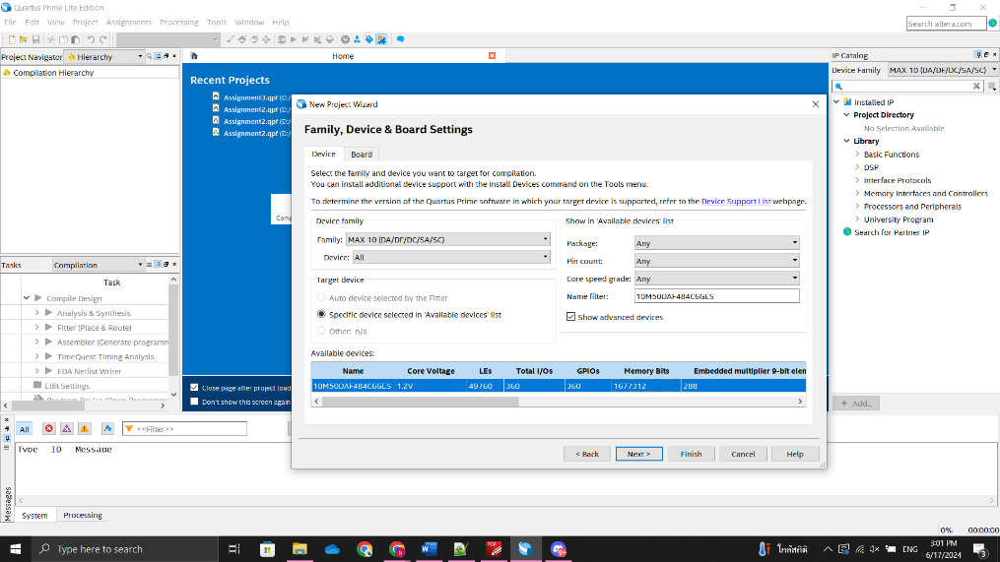 Quartus Prime Lite Edition
File Edit View Project Assignments Processing Tools Window Help
Search altera.com
Project Navigator Hierarchy
Compilation Hierarchy
Home
Recent Projects
Assignment3.qpf (D:/
Assignment2.qpf (D:/
Assignment2.qpf (D:/
Assignment2.qpf (D:/
Comp
Close page after project load
Don't show this screen again
Tasks Compilation
Task
Compile Design
Analysis & Synthesis
Fitter (Place & Route)
Assembler (Generate programm
TimeQuest Timing Analysis
EDA Netlist Writer
Edit Settings
Program Device (Open Programme
New Project Wizard
Family, Device & Board Settings
Device Board
Select the family and device you want to target for compilation.
You can install additional device support with the Install Devices command on the Tools menu.
To determine the version of the Quartus Prime software in which your target device is supported, refer to the Device Support List webpage.
Device family
Family: MAX 10 (DA/DF/DC/SA/SC)
Device: All
Target device
Auto device selected by the Fitter
Specific device selected in 'Available devices' list
Other: n/a
Show in 'Available devices' list
Package: Any
Pin count: Any
Core speed grade: Any
Name filter: 10M50DAF484C6GES
Show advanced devices
Available devices:
Name Core Voltage LEs Total I/Os GPIOs Memory Bits Embedded multiplier 9-bit elem
10M50DAF484C6GES 1.2V 49760 360 360 1677312 288
< Back Next > Finish Cancel Help
IP Catalog
Device Family MAX 10 (DA/DF/DC/SA/SC)
Installed IP
Project Directory
No Selection Available
Library
Basic Functions
DSP
Interface Protocols
Memory Interfaces and Controllers
Processors and Peripherals
University Program
Search for Partner IP
+ Add...
All <<Filter>>
Type ID Message
Messages
System Processing
0% 00:00:00
Type here to search
ใกล้สถิติ
ENG
3:01 PM
6/17/2024
3